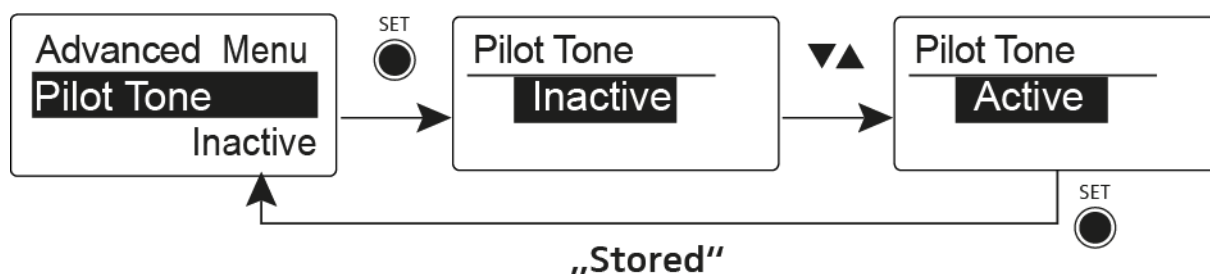 Advanced Menu
Pilot Tone
Inactive
SET
Pilot Tone
Inactive
Pilot Tone
Active
SET
„Stored“